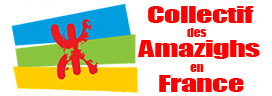 Collectif
des
Amazighs
en
France